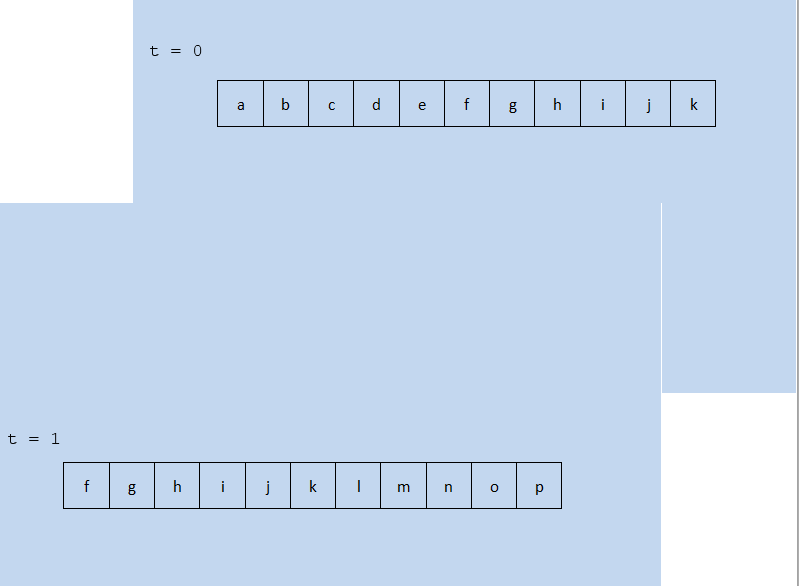 t = 0
a b c d e f g h i j k
t = 1
f g h i j k l m n o p